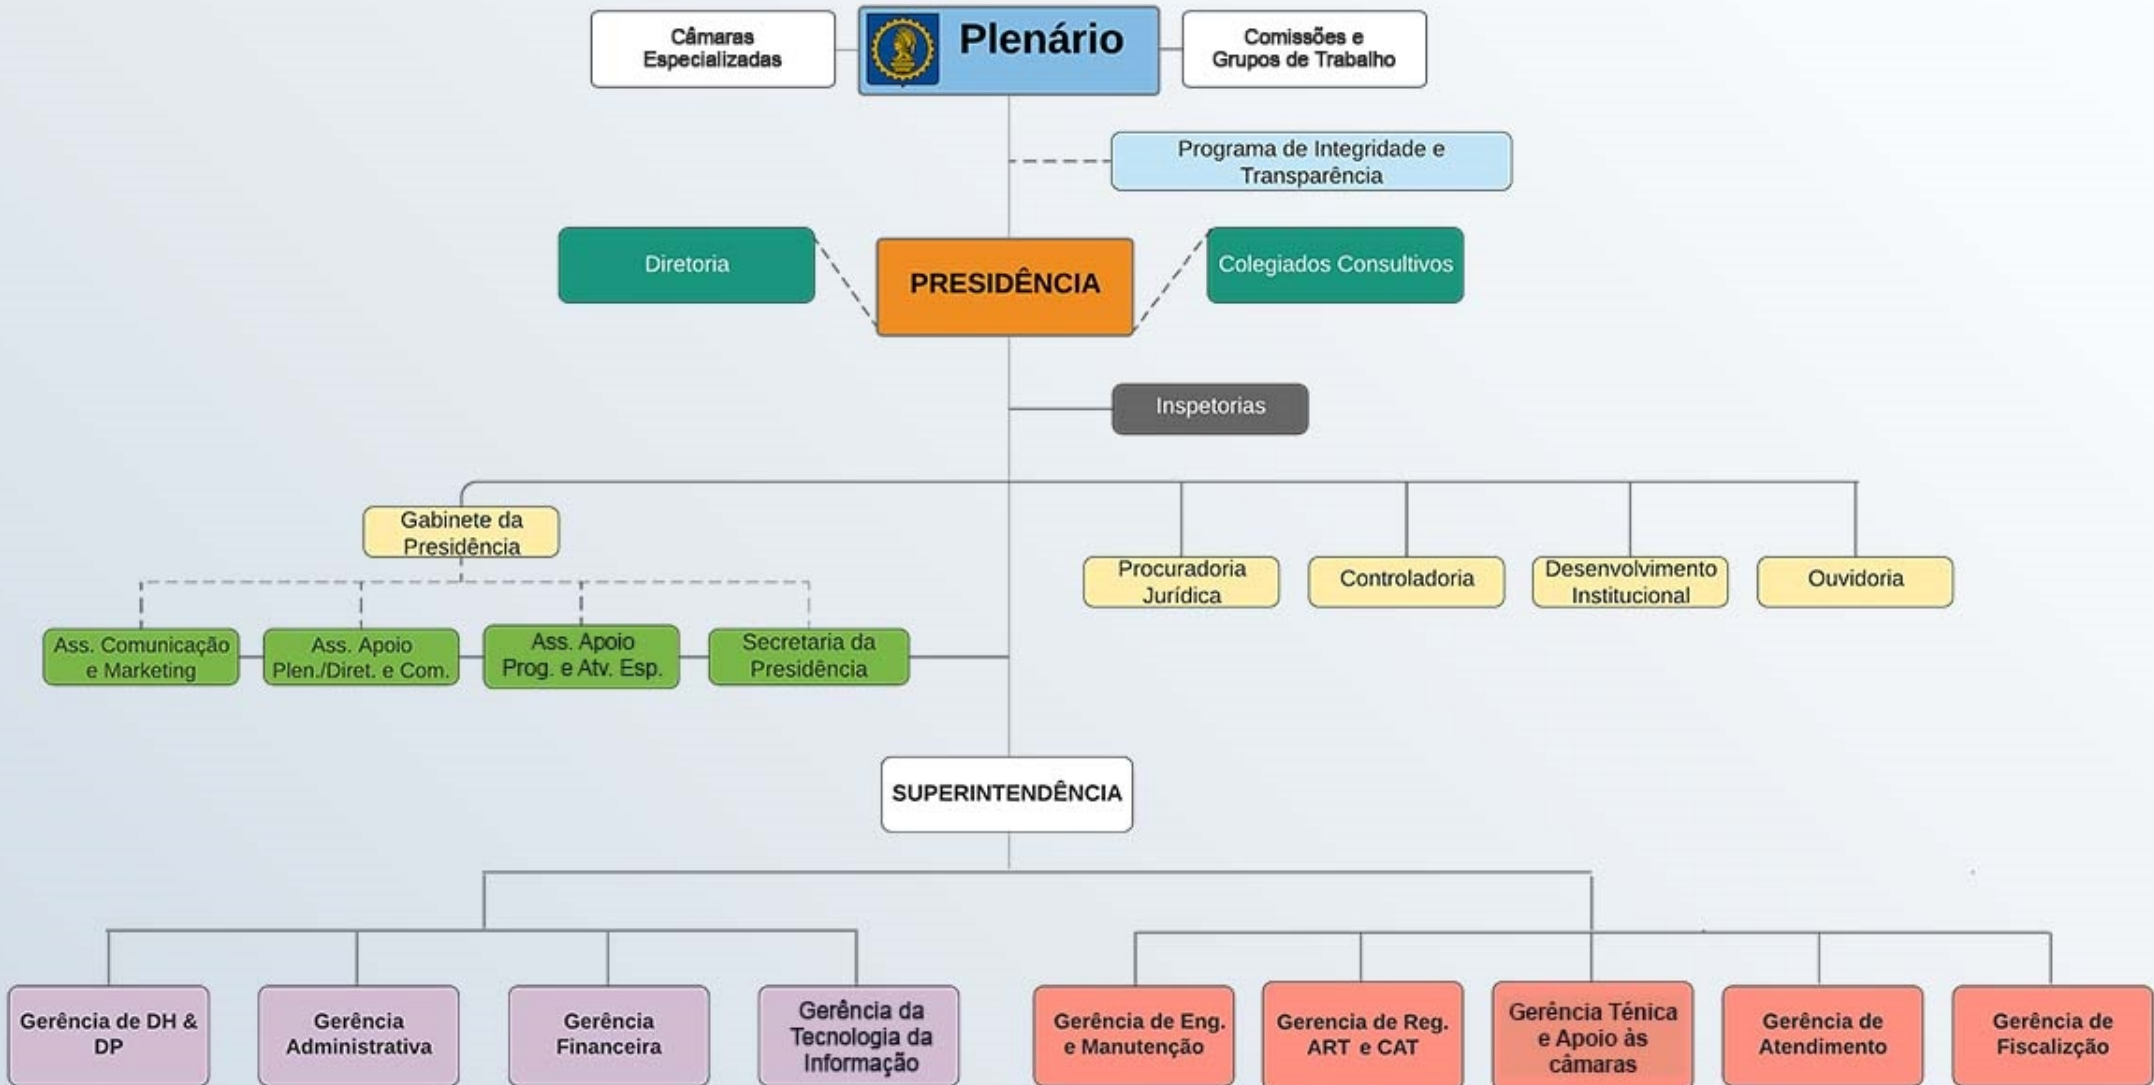 Câmaras
Especializadas
Plenário
Comissões e
Grupos de Trabalho
Programa de Integridade e
Transparência
Diretoria
PRESIDÊNCIA
Colegiados Consultivos
Inspetorias
Gabinete da
Presidência
Procuradoria
Jurídica
Controladoria
Desenvolvimento
Institucional
Ouvidoria
Ass. Comunicação
e Marketing
Ass. Apoio
Plen./Diret. e Com.
Ass. Apoio
Prog. e Atv. Esp.
Secretaria da
Presidência
SUPERINTENDÊNCIA
Gerência de DH &
DP
Gerência
Administrativa
Gerência
Financeira
Gerência da
Tecnologia da
Informação
Gerência de Eng.
e Manutenção
Gerencia de Reg.
ART e CAT
Gerência Ténica
e Apoio às
câmaras
Gerência de
Atendimento
Gerência de
Fiscalizção